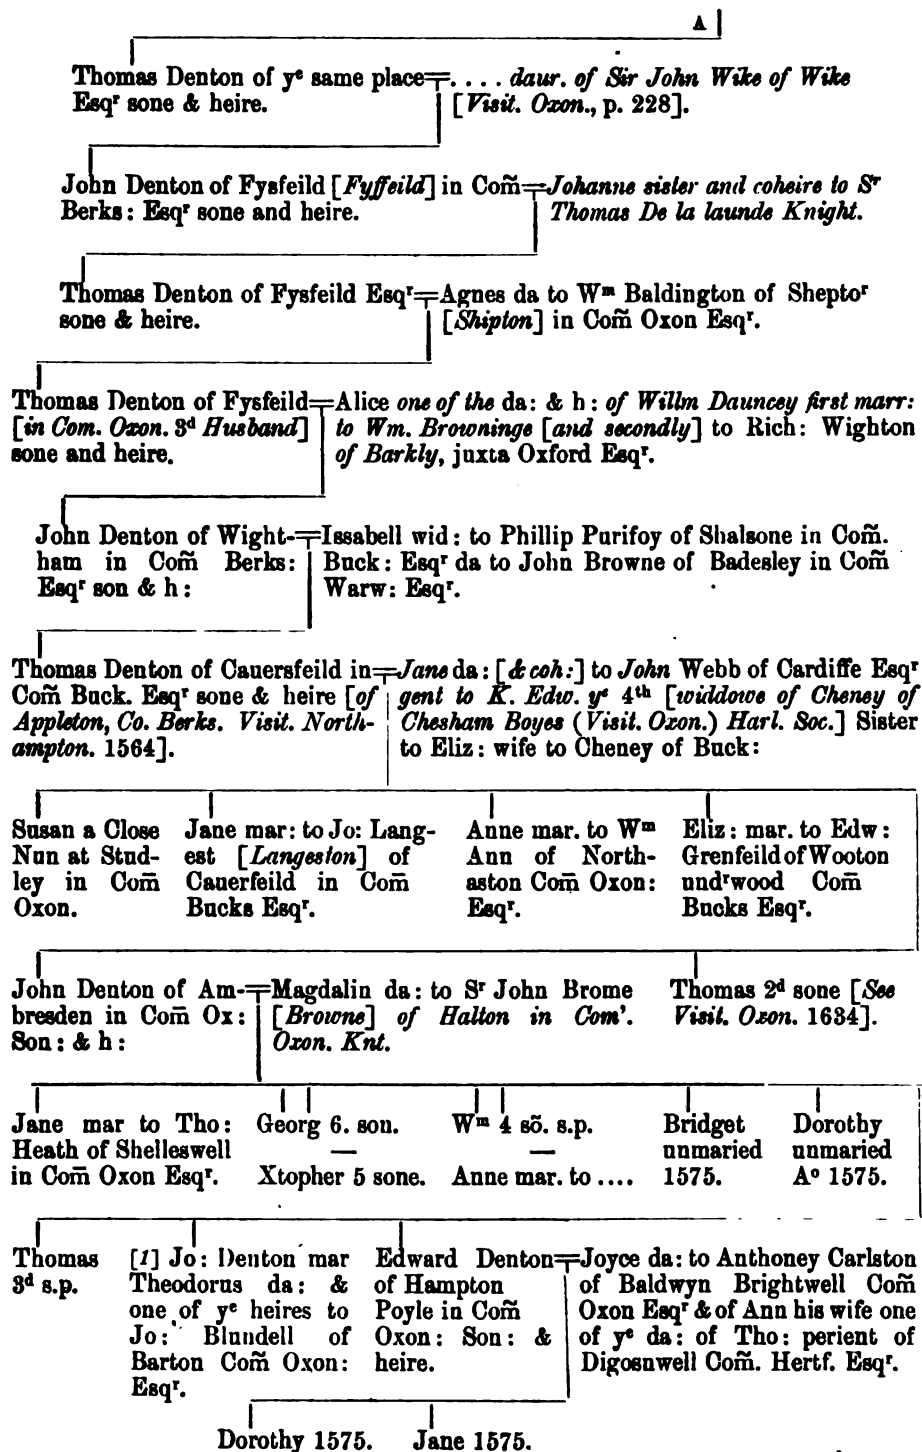 A
Thomas Denton of yᵉ same place=.... daur. of Sir John Wike of Wike
Esqʳ sone & heire. [Visit. Oxon., p. 228].
John Denton of Fysfeild [Fyffeild] in Com̃=Johanne sister and coheire to Sʳ
Berks: Esqʳ sone and heire. Thomas De la launde Knight.
Thomas Denton of Fysfeild Esqʳ=Agnes da to Wᵐ Baldington of Sheptoʳ
sone & heire. [Shipton] in Com̃ Oxon Esqʳ.
Thomas Denton of Fysfeild=Alice one of the da: & h: of Willm Dauncey first marr:
[in Com. Oxon. 3ᵈ Husband] to Wm. Browninge [and secondly] to Rich: Wighton
sone and heire. of Barkly, juxta Oxford Esqʳ.
John Denton of Wight-=Issabell wid: to Phillip Purifoy of Shalsone in Com̃.
ham in Com̃ Berks: Buck: Esqʳ da to John Browne of Badesley in Com̃
Esqʳ son & h: Warw: Esqʳ.
Thomas Denton of Cauersfeild in=Jane da: [& coh:] to John Webb of Cardiffe Esqʳ
Com̃ Buck. Esqʳ sone & heire [of gent to K. Edw. yᵉ 4ᵗʰ [widdowe of Cheney of
Appleton, Co. Berks. Visit. North- Chesham Boyes (Visit. Oxon.) Harl. Soc.] Sister
ampton. 1564]. to Eliz: wife to Cheney of Buck:
Susan a Close Jane mar: to Jo: Lang- Anne mar. to Wᵐ Eliz: mar. to Edw:
Nun at Stud- est [Langeston] of Ann of North- Grenfeild of Wooton
ley in Com̃ Cauerfeild in Com̃ aston Com̃ Oxon: undʳwood Com̃
Oxon. Bucks Esqʳ. Esqʳ. Bucks Esqʳ.
John Denton of Am-=Magdalin da: to Sʳ John Brome Thomas 2ᵈ sone [See
bresden in Com̃ Ox: [Browne] of Halton in Com'. Visit. Oxon. 1634].
Son: & h: Oxon. Knt.
Jane mar to Tho: Georg 6. son. Wᵐ 4 sõ. s.p. Bridget Dorothy
Heath of Shelleswell — — unmaried unmaried
in Com̃ Oxon Esqʳ. Xtopher 5 sone. Anne mar. to .... 1575. Aᵒ 1575.
Thomas [1] Jo: Denton mar Edward Denton=Joyce da: to Anthoney Carlston
3ᵈ s.p. Theodorus da: & of Hampton of Baldwyn Brightwell Com̃
one of yᵉ heires to Poyle in Com̃ Oxon Esqʳ & of Ann his wife one
Jo: Blundell of Oxon: Son: & of yᵉ da: of Tho: perient of
Barton Com̃ Oxon: heire. Digosnwell Com̃. Hertf. Esqʳ.
Esqʳ.
Dorothy 1575. Jane 1575.